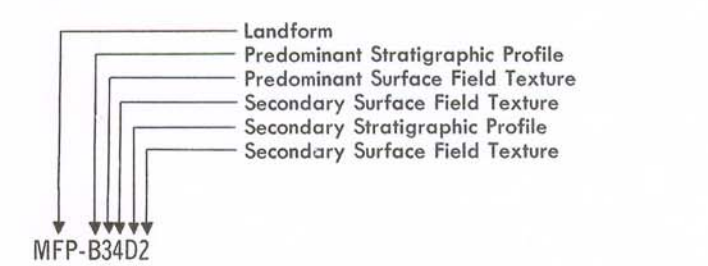 Landform
Predominant Stratigraphic Profile
Predominant Surface Field Texture
Secondary Surface Field Texture
Secondary Stratigraphic Profile
Secondary Surface Field Texture
MFP-B34D2